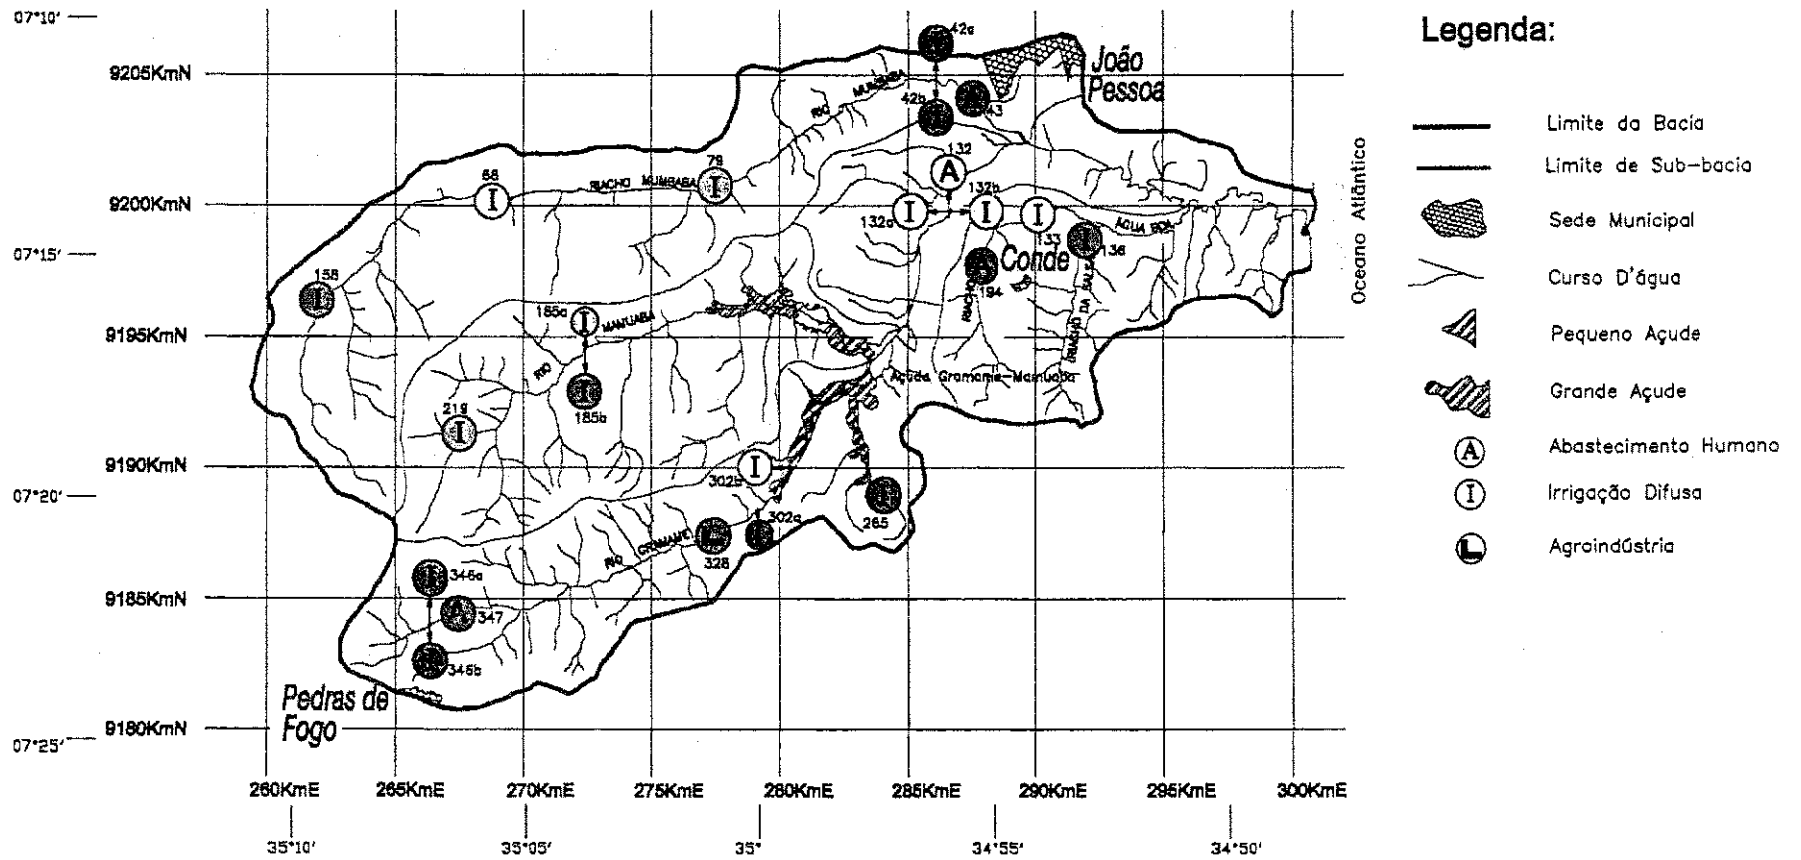 07°10'
9205KmN
9200KmN
07°15'
9195KmN
9190KmN
07°20'
9185KmN
9180KmN
07°25'
260KmE
265KmE
270KmE
275KmE
280KmE
285KmE
290KmE
295KmE
300KmE
35°10'
35°05'
35°
34°55'
34°50'
42a
João
Pessoa
RIO MUMBABA
42b
43
132
A
79
I
68
I
RIACHO MUMBABA
132b
I
132a
I
I
133
AGUA BOA
I
136
Conde
A
194
RIACHO
RIACHO DA
158
I
185a
I
RIO MAMUABA
I
185b
Açude Gramame-Mamuaba
219
I
I
302b
302a
I
265
RIO GRAMAME
328
I
346a
A
347
346b
Pedras de
Fogo
Oceano Atlântico
Legenda:
Limite da Bacia
Limite de Sub-bacia
Sede Municipal
Curso D'água
Pequeno Açude
Grande Açude
A
Abastecimento Humano
I
Irrigação Difusa
Agroindústria